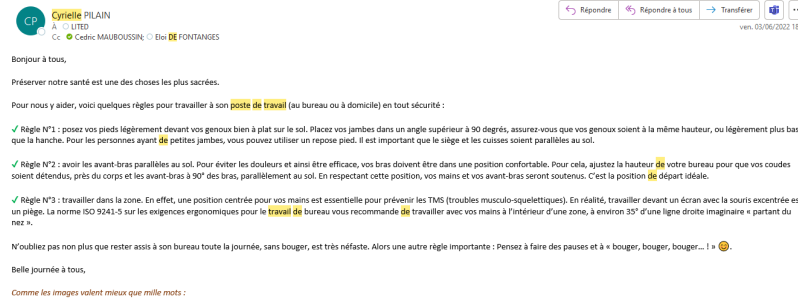 CP
Cyrielle PILAIN
À LITED
Cc Cedric MAUBOUSSIN; Eloi DE FONTANGES
Répondre
Répondre à tous
Transférer
ven. 03/06/2022 18
Bonjour à tous,
Préserver notre santé est une des choses les plus sacrées.
Pour nous y aider, voici quelques règles pour travailler à son poste de travail (au bureau ou à domicile) en tout sécurité :
✓ Règle N°1 : posez vos pieds légèrement devant vos genoux bien à plat sur le sol. Placez vos jambes dans un angle supérieur à 90 degrés, assurez-vous que vos genoux soient à la même hauteur, ou légèrement plus bas
que la hanche. Pour les personnes ayant de petites jambes, vous pouvez utiliser un repose pied. Il est important que le siège et les cuisses soient parallèles au sol.
✓ Règle N°2 : avoir les avant-bras parallèles au sol. Pour éviter les douleurs et ainsi être efficace, vos bras doivent être dans une position confortable. Pour cela, ajustez la hauteur de votre bureau pour que vos coudes
soient détendus, près du corps et les avant-bras à 90° des bras, parallèlement au sol. En respectant cette position, vos mains et vos avant-bras seront soutenus. C'est la position de départ idéale.
✓ Règle N°3 : travailler dans la zone. En effet, une position centrée pour vos mains est essentielle pour prévenir les TMS (troubles musculo-squelettiques). En réalité, travailler devant un écran avec la souris excentrée es
un piège. La norme ISO 9241-5 sur les exigences ergonomiques pour le travail de bureau vous recommande de travailler avec vos mains à l'intérieur d'une zone, à environ 35° d'une ligne droite imaginaire « partant du
nez ».
N'oubliez pas non plus que rester assis à son bureau toute la journée, sans bouger, est très néfaste. Alors une autre règle importante : Pensez à faire des pauses et à « bouger, bouger, bouger... ! » 😊.
Belle journée à tous,
Comme les images valent mieux que mille mots :